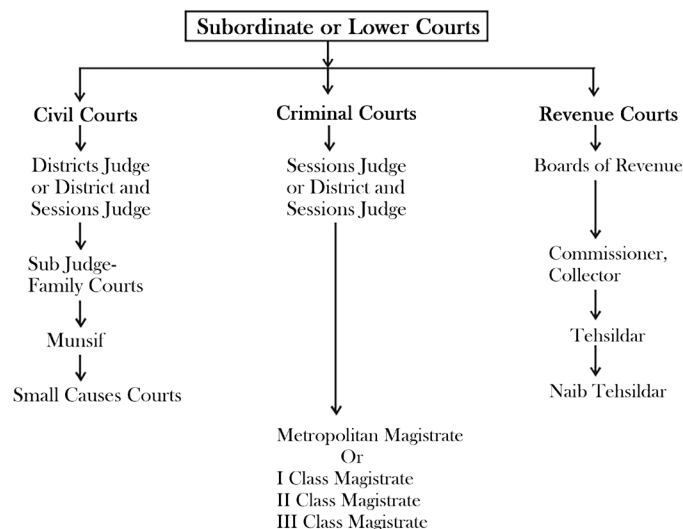 Subordinate or Lower Courts
Civil Courts
Districts Judge
or District and
Sessions Judge
Sub Judge-
Family Courts
Munsif
Small Causes Courts
Criminal Courts
Sessions Judge
or District and
Sessions Judge
Metropolitan Magistrate
Or
I Class Magistrate
II Class Magistrate
III Class Magistrate
Revenue Courts
Boards of Revenue
Commissioner,
Collector
Tehsildar
Naib Tehsildar